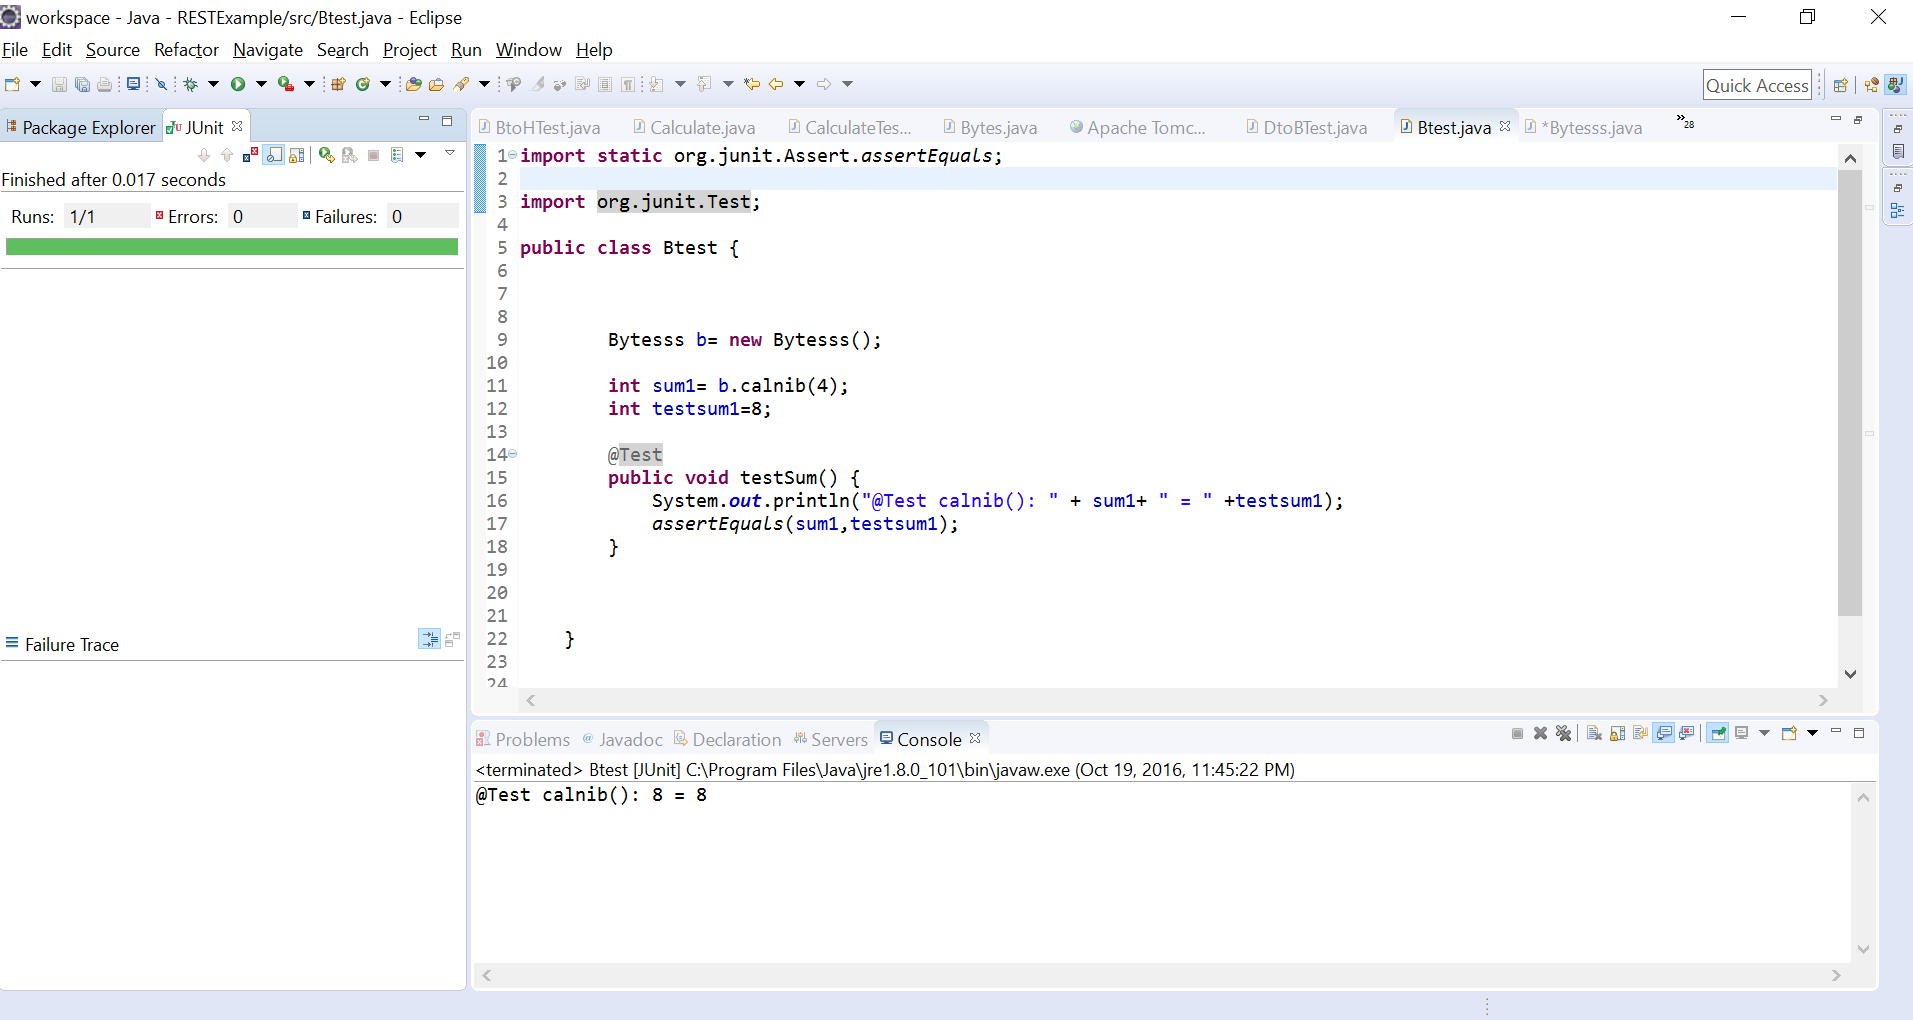 workspace - Java - RESTExample/src/Btest.java - Eclipse
File Edit Source Refactor Navigate Search Project Run Window Help
Quick Access
Package Explorer JUnit
BtoHTest.java Calculate.java CalculateTes... Bytes.java Apache Tomc... DtoBTest.java Btest.java *Bytesss.java »28
Finished after 0.017 seconds
Runs: 1/1 Errors: 0 Failures: 0
Failure Trace
1 import static org.junit.Assert.assertEquals;
2
3 import org.junit.Test;
4
5 public class Btest {
6
7
8
9 Bytesss b= new Bytesss();
10
11 int sum1= b.calnib(4);
12 int testsum1=8;
13
14 @Test
15 public void testSum() {
16 System.out.println("@Test calnib(): " + sum1+ " = " +testsum1);
17 assertEquals(sum1,testsum1);
18 }
19
20
21
22 }
23
24
Problems @ Javadoc Declaration Servers Console
<terminated> Btest [JUnit] C:\Program Files\Java\jre1.8.0_101\bin\javaw.exe (Oct 19, 2016, 11:45:22 PM)
@Test calnib(): 8 = 8